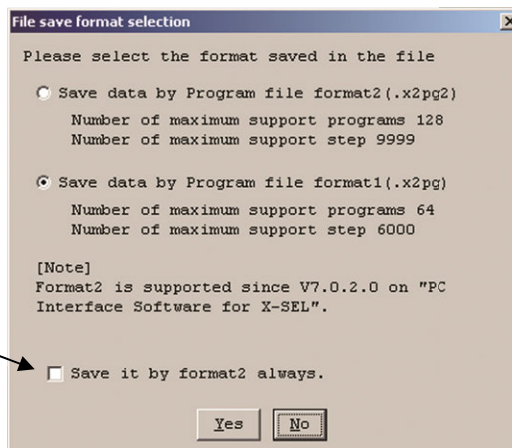 File save format selection
Please select the format saved in the file
Save data by Program file format2(.x2pg2)
Number of maximum support programs 128
Number of maximum support step 9999
Save data by Program file format1(.x2pg)
Number of maximum support programs 64
Number of maximum support step 6000
[Note]
Format2 is supported since V7.0.2.0 on "PC
Interface Software for X-SEL".
Save it by format2 always.
Yes No